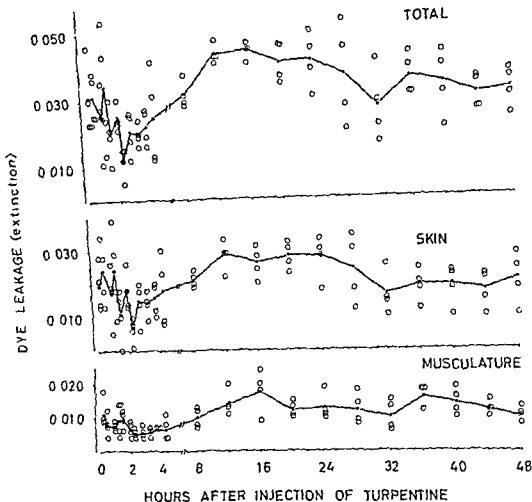 TOTAL
0 050
0 030
0 010
SKIN
0 030
0 010
MUSCULATURE
0 020
0 010
DYE LEAKAGE (extinction)
0 2 4 6 8 16 24 32 40 48
HOURS AFTER INJECTION OF TURPENTINE